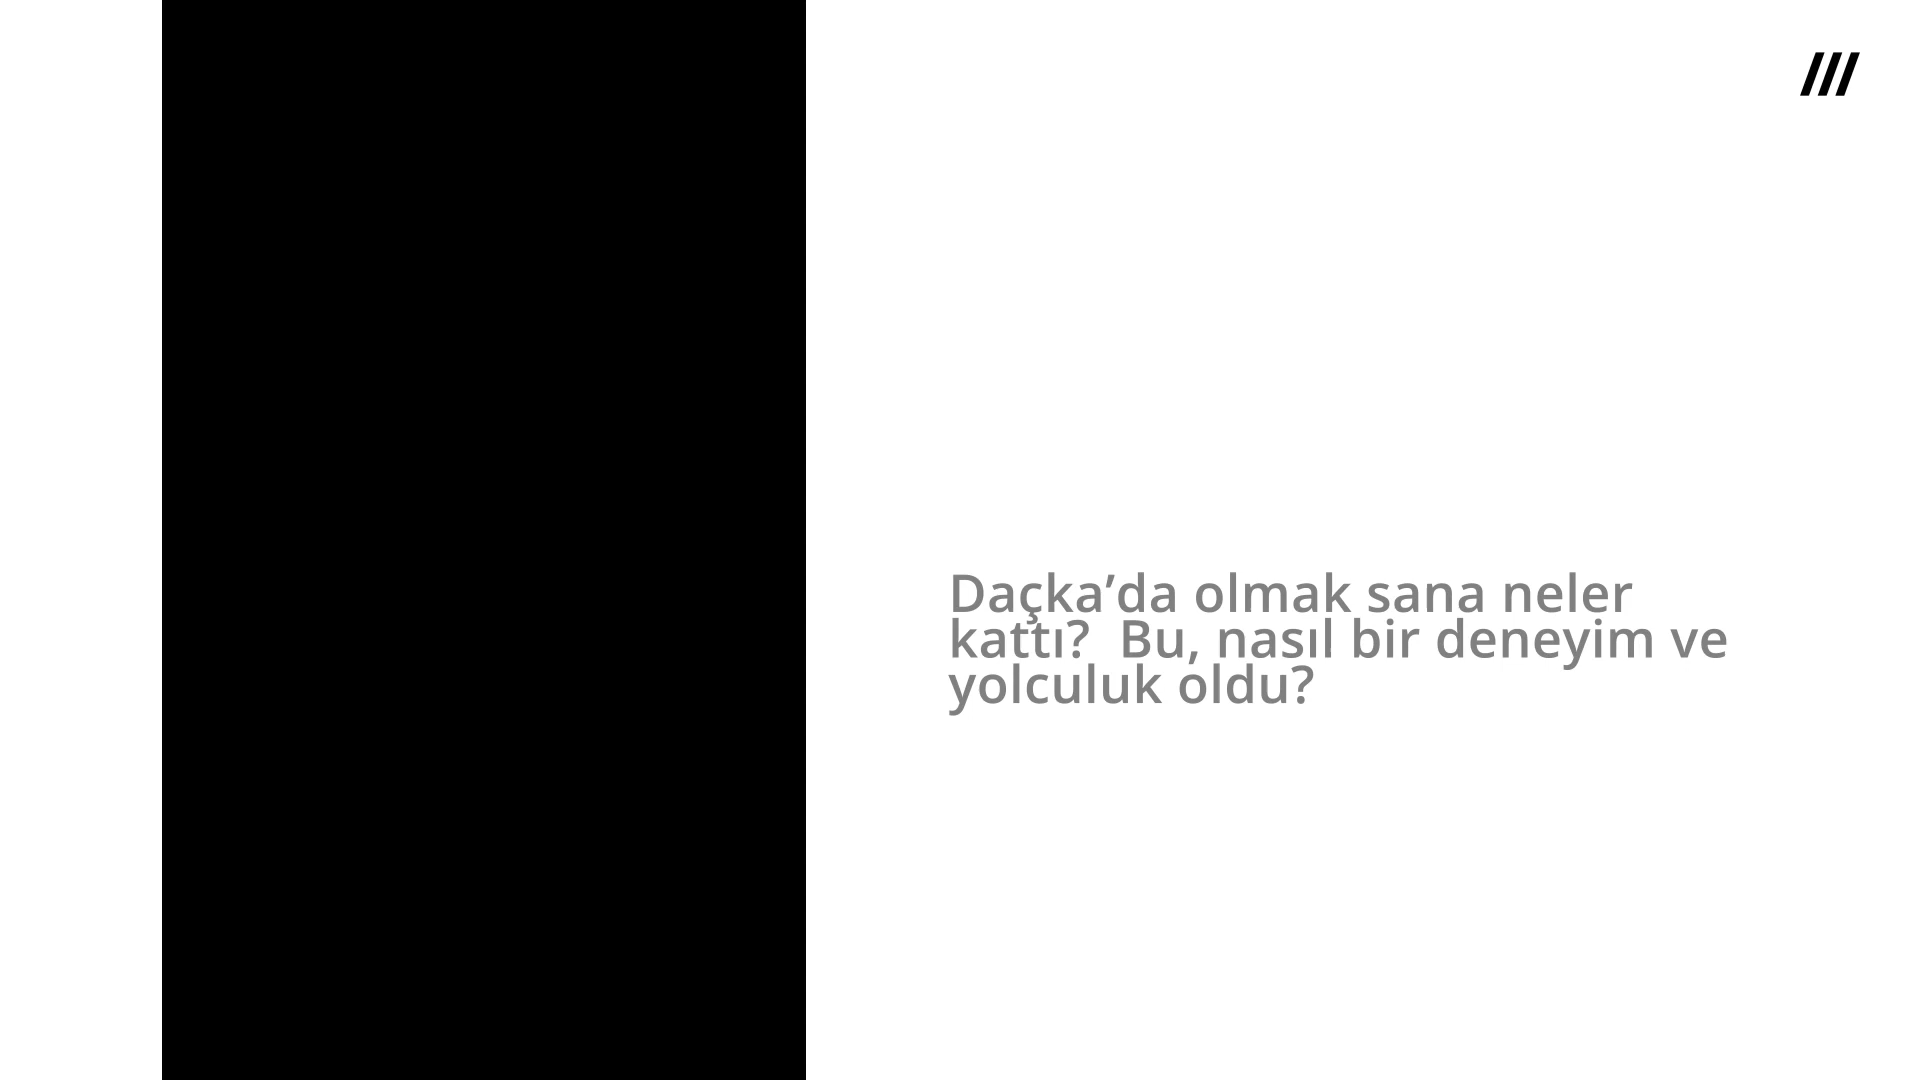 Daçka’da olmak sana neler
kattı?  Bu, nasıl bir deneyim ve
yolculuk oldu?